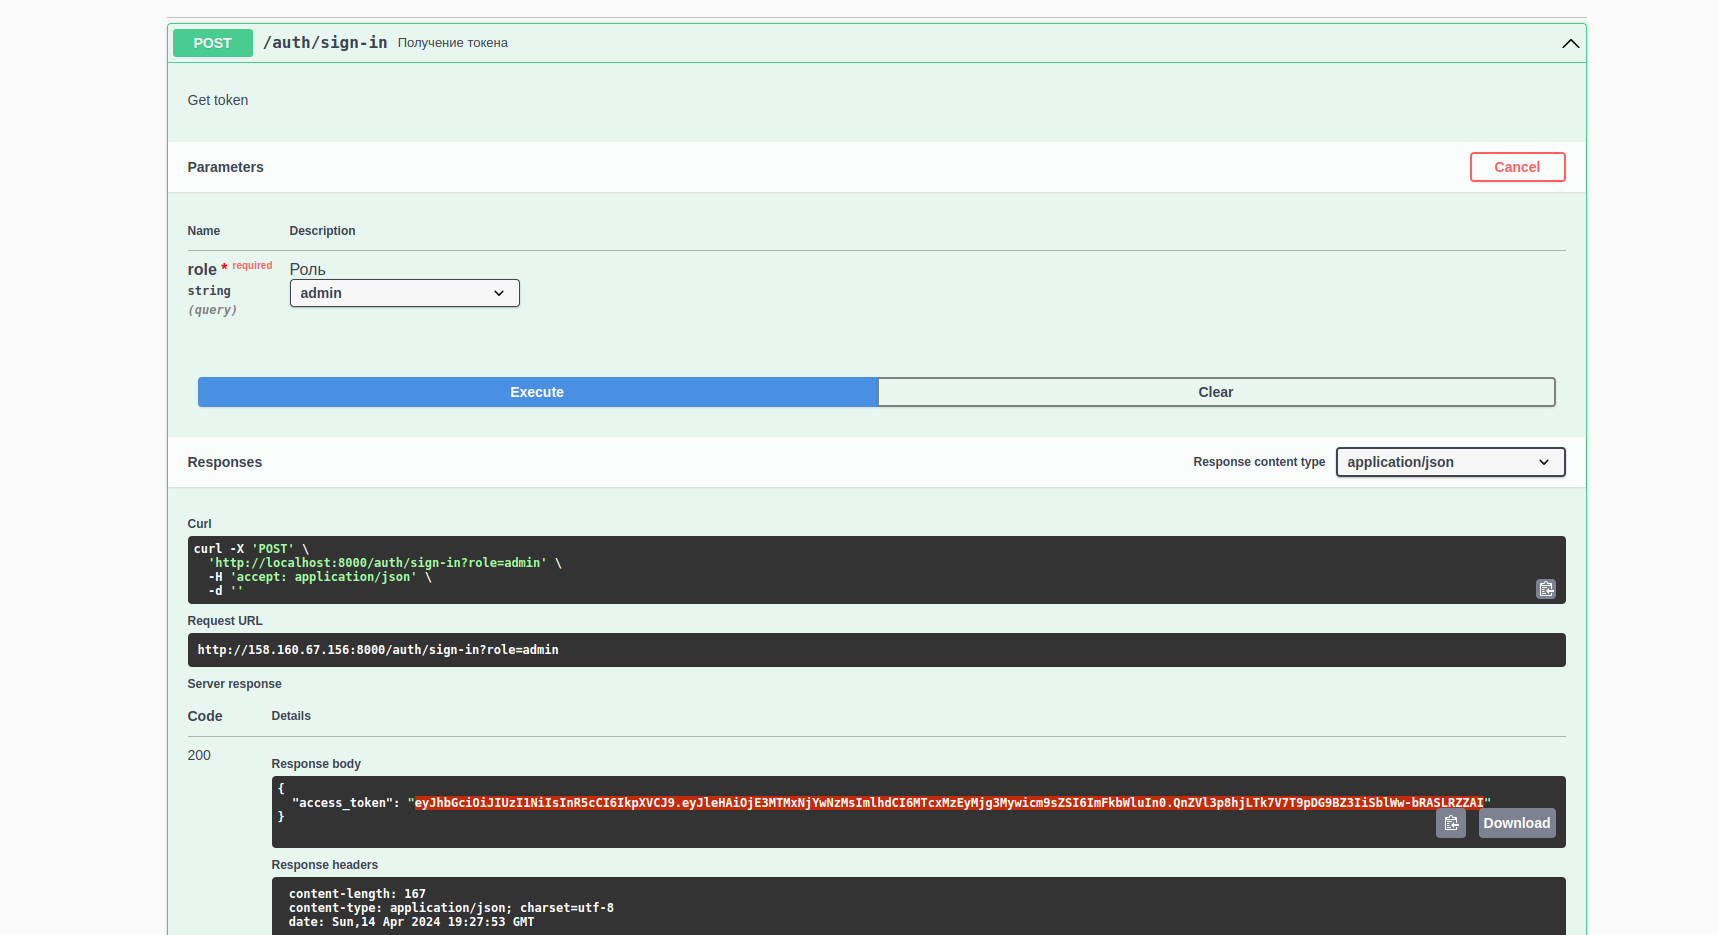 POST /auth/sign-in Получение токена
Get token
Parameters Cancel
Name Description
role * required Роль
string admin
(query)
Execute Clear
Responses Response content type application/json
Curl
curl -X 'POST' \
'http://localhost:8000/auth/sign-in?role=admin' \
-H 'accept: application/json' \
-d ''
Request URL
http://158.160.67.156:8000/auth/sign-in?role=admin
Server response
Code Details
200
Response body
{
"access_token": "eyJhbGciOiJIUzI1NiIsInR5cCI6IkpXVCJ9.eyJleHAiOjE3MTMxNjYwNzMsImlhdCI6MTcxMzEyMjg3Mywicm9sZSI6ImFkbWluIn0.QnZVl3p8hjLTk7V7T9pDG9BZ3IiSblWw-bRASLRZZAI"
}
Download
Response headers
content-length: 167
content-type: application/json; charset=utf-8
date: Sun,14 Apr 2024 19:27:53 GMT